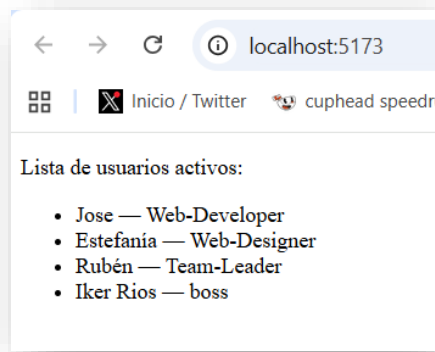 localhost:5173
Inicio / Twitter cuphead speedr
Lista de usuarios activos:
• Jose — Web-Developer
• Estefanía — Web-Designer
• Rubén — Team-Leader
• Iker Rios — boss